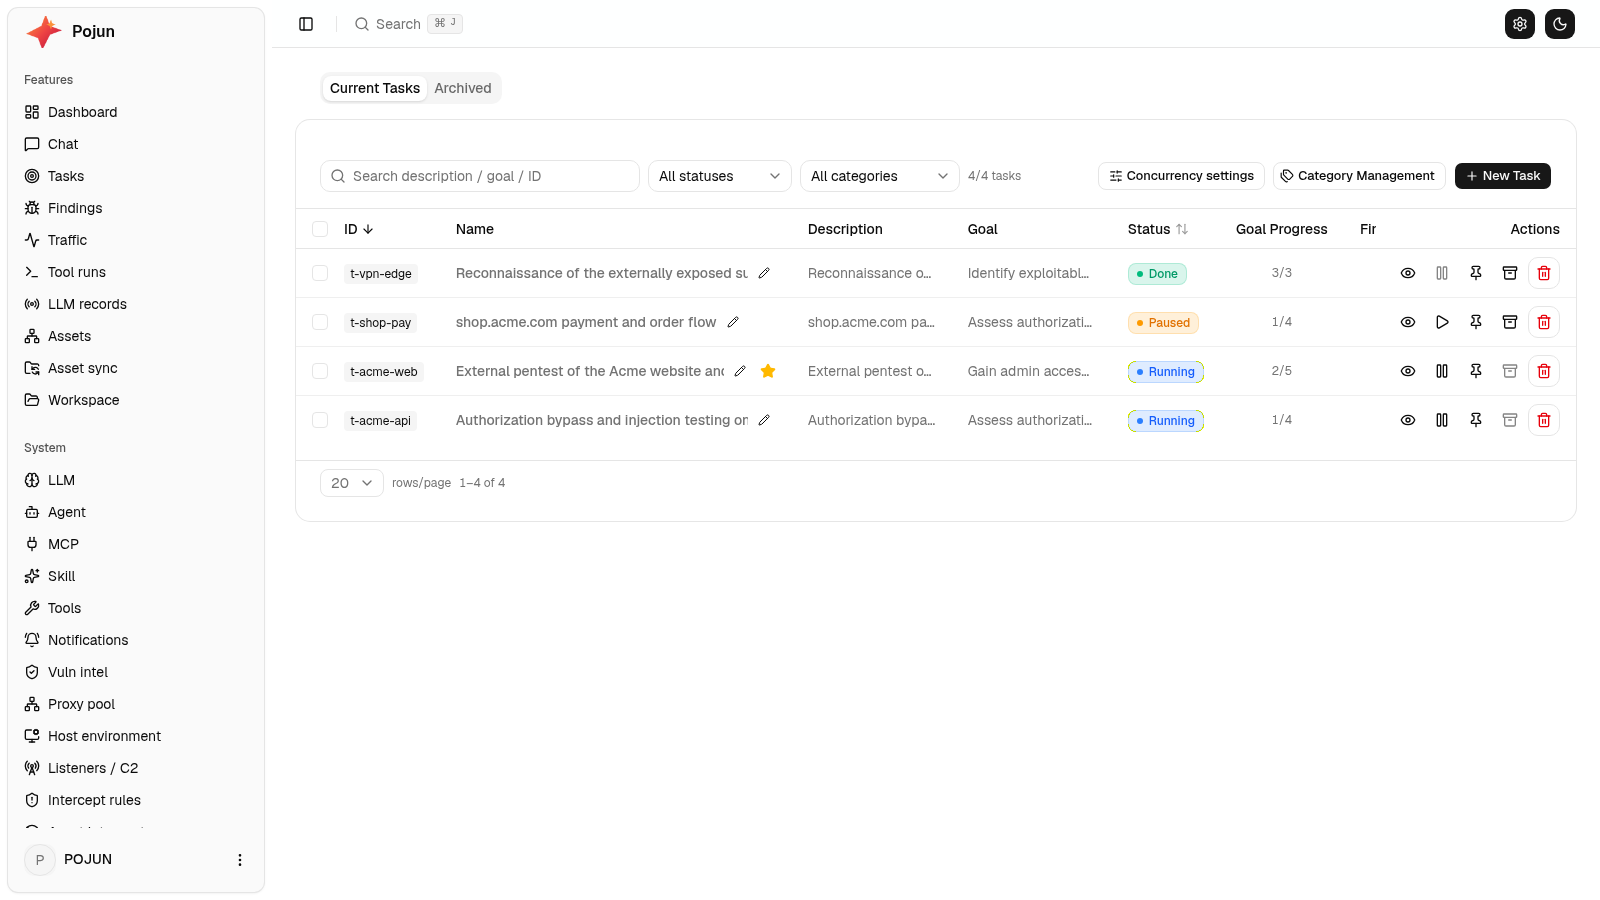 Pojun
Search ⌘ J
Features
Dashboard
Chat
Tasks
Findings
Traffic
Tool runs
LLM records
Assets
Asset sync
Workspace
System
LLM
Agent
MCP
Skill
Tools
Notifications
Vuln intel
Proxy pool
Host environment
Listeners / C2
Intercept rules
P POJUN
Current Tasks Archived
Search description / goal / ID All statuses All categories 4/4 tasks Concurrency settings Category Management New Task
ID Name Description Goal Status Goal Progress Fir Actions
t-vpn-edge Reconnaissance of the externally exposed su Reconnaissance o... Identify exploitabl... Done 3/3
t-shop-pay shop.acme.com payment and order flow shop.acme.com pa... Assess authorizati... Paused 1/4
t-acme-web External pentest of the Acme website and External pentest o... Gain admin acces... Running 2/5
t-acme-api Authorization bypass and injection testing on Authorization bypa... Assess authorizati... Running 1/4
20 rows/page 1–4 of 4